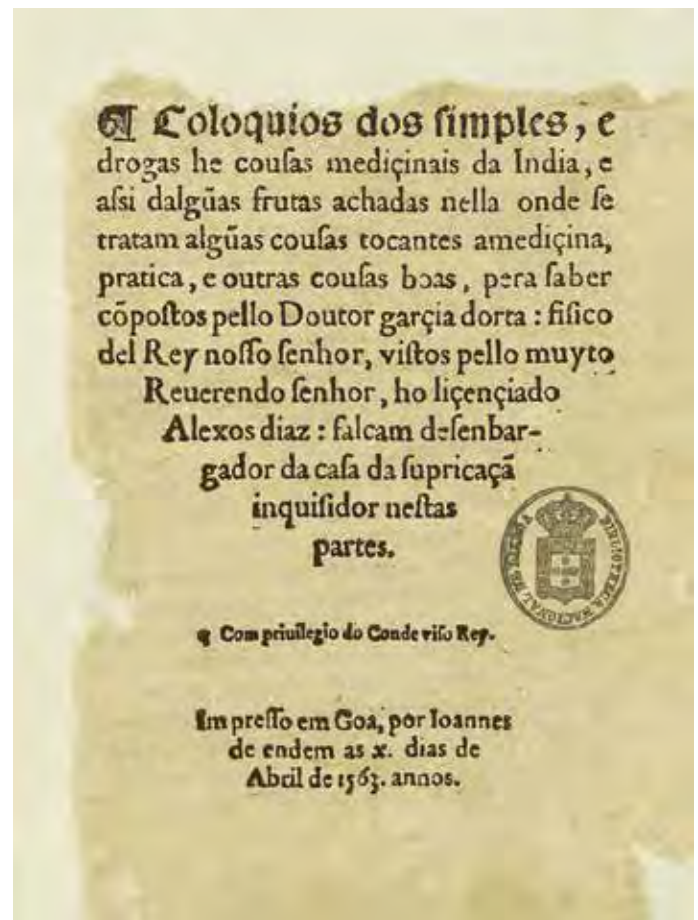 ¶ Coloquios dos ſimples, e
drogas he couſas mediçinais da India, e
aſsi dalgũas frutas achadas nella onde ſe
tratam algũas couſas tocantes amediçina,
pratica, e outras couſas boas, pera ſaber
cõpoſtos pello Doutor garçia dorta : fiſico
del Rey noſſo ſenhor, viſtos pello muyto
Reuerendo ſenhor, ho liçençiado
Alexos diaz : falcam deſenbar-
gador da caſa da ſupricaçã
inquiſidor neſtas
partes.
BIBLIOTHECA NACIONAL DE LISBOA
¶ Com priuilegio do Conde viſo Rey.
Impreſſo em Goa, por Ioannes
de endem as x. dias de
Abril de 1563. annos.